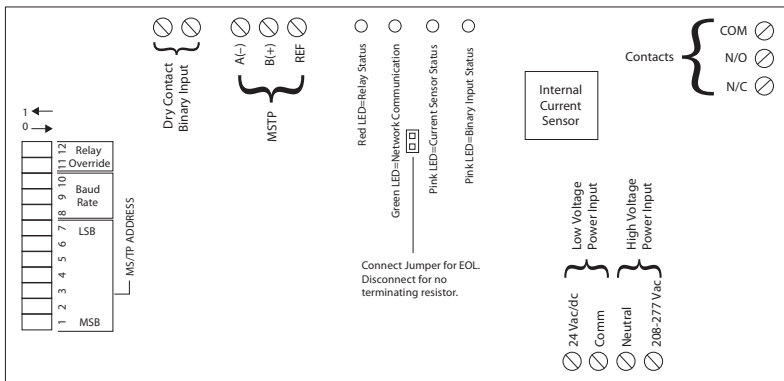 Dry Contact
Binary Input
A(−)
B(+)
REF
MSTP
Red LED=Relay Status
Green LED=Network Communication
Pink LED=Current Sensor Status
Pink LED=Binary Input Status
Internal
Current
Sensor
Contacts
COM
N/O
N/C
1
0
12
11
Relay
Override
10
9
8
Baud
Rate
7
6
5
4
3
2
1
LSB
MSB
MS/TP ADDRESS
Connect Jumper for EOL.
Disconnect for no
terminating resistor.
Low Voltage
Power Input
High Voltage
Power Input
24 Vac/dc
Comm
Neutral
208-277 Vac